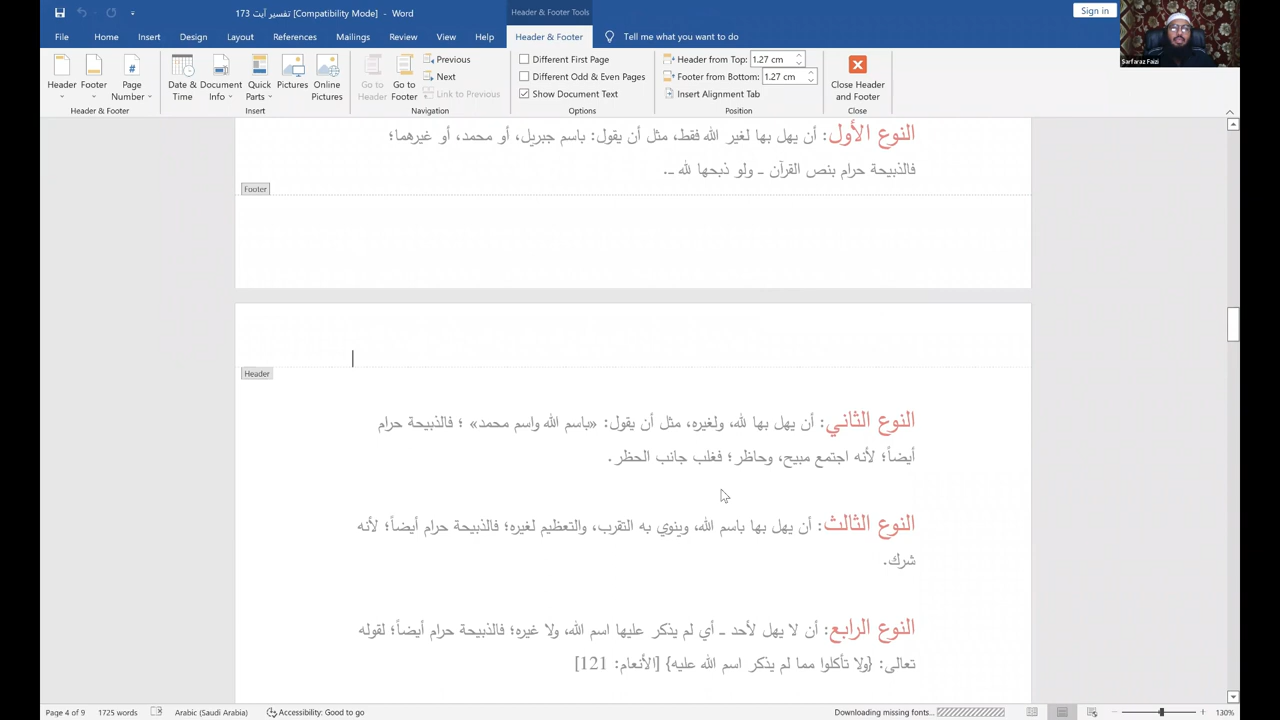 تفسير آيت 173 [Compatibility Mode] - Word
Header & Footer Tools
Sign in
File Home Insert Design Layout References Mailings Review View Help Header & Footer Tell me what you want to do
Header
Footer
Page Number
Header & Footer
Date & Time
Document Info
Quick Parts
Pictures
Online Pictures
Insert
Go to Header
Go to Footer
Previous
Next
Link to Previous
Navigation
Different First Page
Different Odd & Even Pages
Show Document Text
Options
Header from Top: 1.27 cm
Footer from Bottom: 1.27 cm
Insert Alignment Tab
Position
Close Header and Footer
Close
Sarfaraz Faizi
النوع الأول: أن يهل بها لغير الله فقط، مثل أن يقول: باسم جبريل، أو محمد، أو غيرهما؛
فالذبيحة حرام بنص القرآن ـ ولو ذبحها لله ـ.
Footer
Header
النوع الثاني: أن يهل بها لله، ولغيره، مثل أن يقول: «باسم الله واسم محمد» ؛ فالذبيحة حرام
أيضاً؛ لأنه اجتمع مبيح، وحاظر؛ فغلب جانب الحظر.
النوع الثالث: أن يهل بها باسم الله، وينوي به التقرب، والتعظيم لغيره؛ فالذبيحة حرام أيضاً؛ لأنه
شرك.
النوع الرابع: أن لا يهل لأحد ـ أي لم يذكر عليها اسم الله، ولا غيره؛ فالذبيحة حرام أيضاً؛ لقوله
تعالى: {ولا تأكلوا مما لم يذكر اسم الله عليه} [الأنعام: 121]
Page 4 of 9 1725 words Arabic (Saudi Arabia) Accessibility: Good to go Downloading missing fonts... 130%